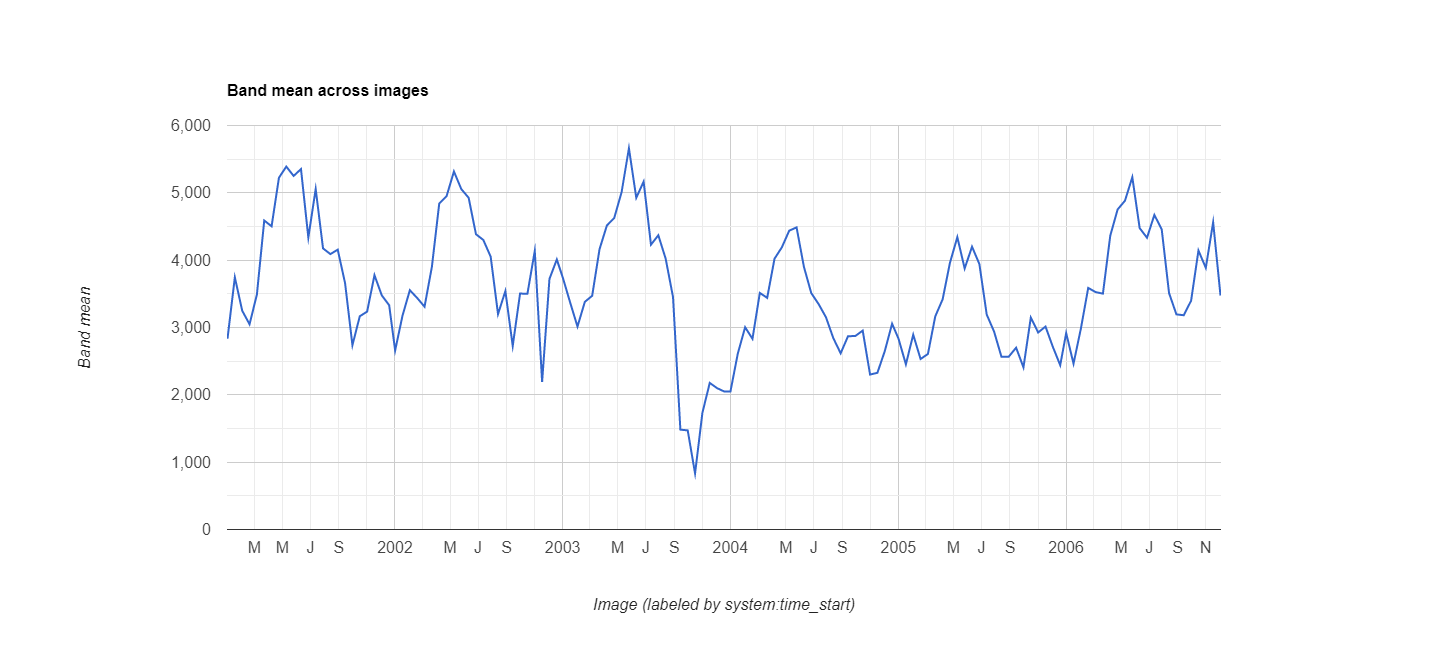 Band mean across images
6,000
5,000
4,000
3,000
2,000
1,000
0
Band mean
M M J S 2002 M J S 2003 M J S 2004 M J S 2005 M J S 2006 M J S N
Image (labeled by system:time_start)